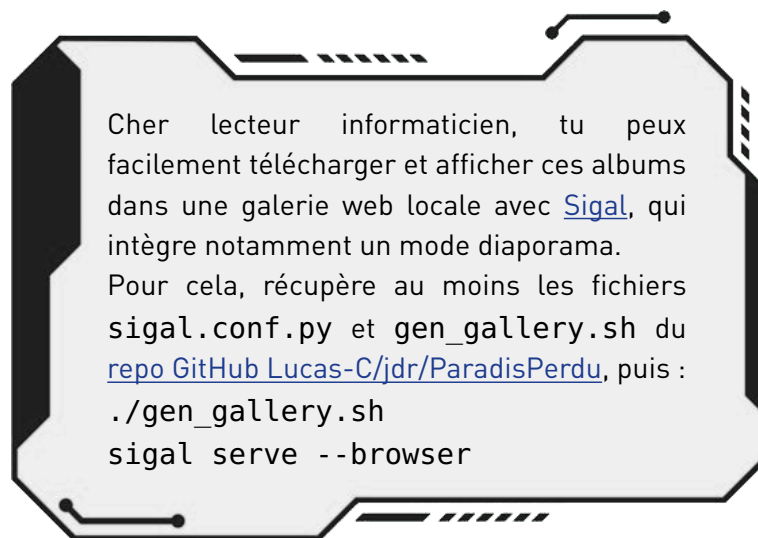 Cher lecteur informaticien, tu peux
facilement télécharger et afficher ces albums
dans une galerie web locale avec Sigal, qui
intègre notamment un mode diaporama.
Pour cela, récupère au moins les fichiers
sigal.conf.py et gen_gallery.sh du
repo GitHub Lucas-C/jdr/ParadisPerdu, puis :
./gen_gallery.sh
sigal serve --browser